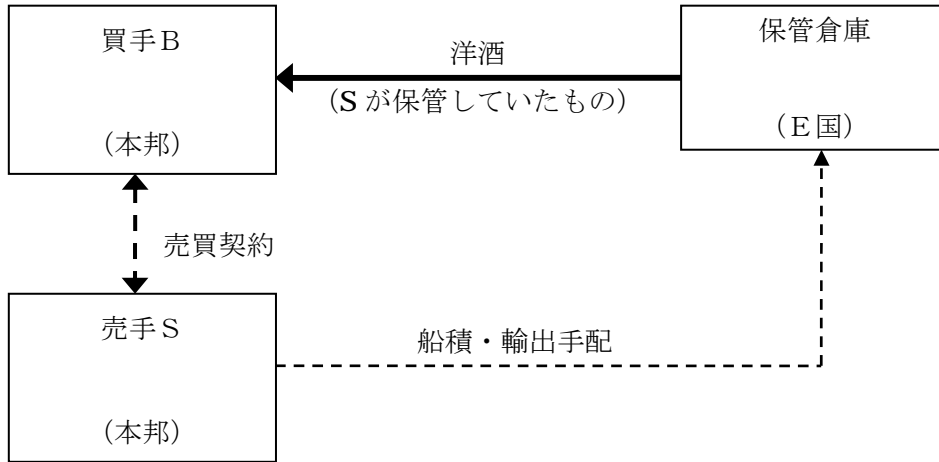 買手Ｂ
（本邦）
洋酒
（Ｓが保管していたもの）
保管倉庫
（Ｅ国）
売買契約
売手Ｓ
（本邦）
船積・輸出手配